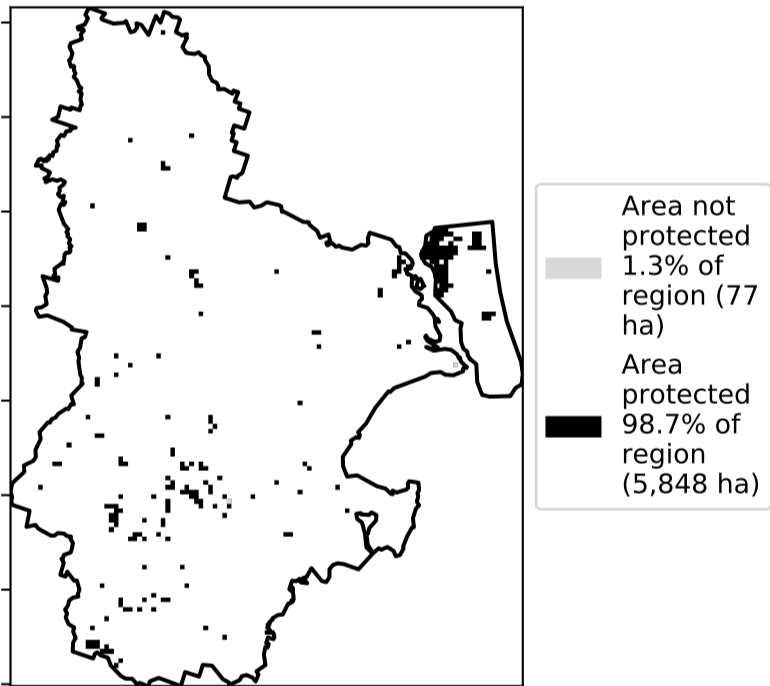 Area not
protected
1.3% of
region (77
ha)
Area
protected
98.7% of
region
(5,848 ha)